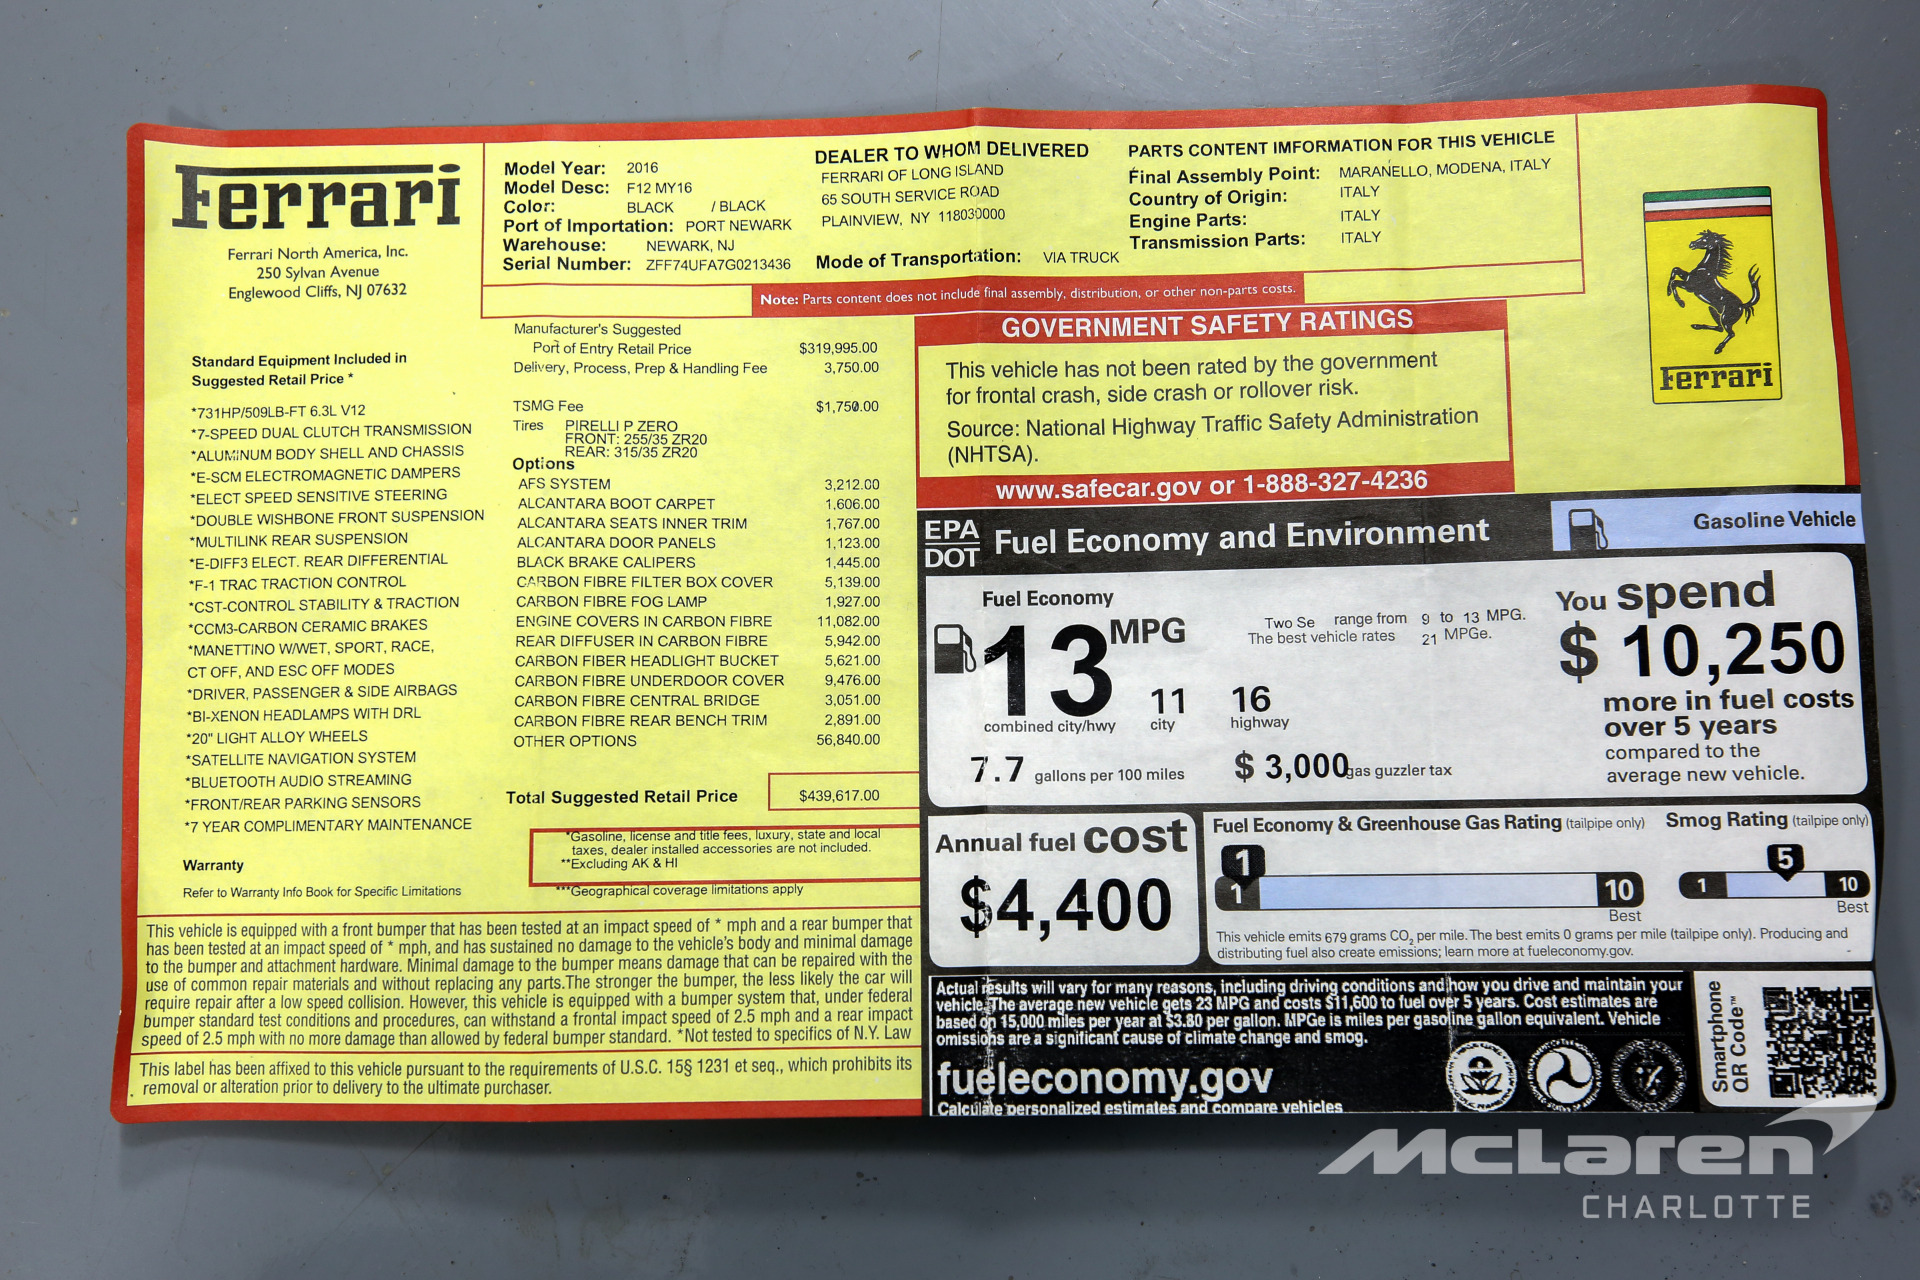 Ferrari
Ferrari North America, Inc.
250 Sylvan Avenue
Englewood Cliffs, NJ 07632
Model Year: 2016
Model Desc: F12 MY16
Color: BLACK / BLACK
Port of Importation: PORT NEWARK
Warehouse: NEWARK, NJ
Serial Number: ZFF74UFA7G0213436
DEALER TO WHOM DELIVERED
FERRARI OF LONG ISLAND
65 SOUTH SERVICE ROAD
PLAINVIEW, NY 118030000
Mode of Transportation: VIA TRUCK
PARTS CONTENT IMFORMATION FOR THIS VEHICLE
Final Assembly Point: MARANELLO, MODENA, ITALY
Country of Origin: ITALY
Engine Parts: ITALY
Transmission Parts: ITALY
Note: Parts content does not include final assembly, distribution, or other non-parts costs.
Ferrari
Standard Equipment Included in
Suggested Retail Price *
*731HP/509LB-FT 6.3L V12
*7-SPEED DUAL CLUTCH TRANSMISSION
*ALUMINUM BODY SHELL AND CHASSIS
*E-SCM ELECTROMAGNETIC DAMPERS
*ELECT SPEED SENSITIVE STEERING
*DOUBLE WISHBONE FRONT SUSPENSION
*MULTILINK REAR SUSPENSION
*E-DIFF3 ELECT. REAR DIFFERENTIAL
*F-1 TRAC TRACTION CONTROL
*CST-CONTROL STABILITY & TRACTION
*CCM3-CARBON CERAMIC BRAKES
*MANETTINO W/WET, SPORT, RACE,
CT OFF, AND ESC OFF MODES
*DRIVER, PASSENGER & SIDE AIRBAGS
*BI-XENON HEADLAMPS WITH DRL
*20" LIGHT ALLOY WHEELS
*SATELLITE NAVIGATION SYSTEM
*BLUETOOTH AUDIO STREAMING
*FRONT/REAR PARKING SENSORS
*7 YEAR COMPLIMENTARY MAINTENANCE
Warranty
Refer to Warranty Info Book for Specific Limitations
Manufacturer's Suggested
Port of Entry Retail Price $319,995.00
Delivery, Process, Prep & Handling Fee 3,750.00
TSMG Fee $1,750.00
Tires PIRELLI P ZERO
FRONT: 255/35 ZR20
REAR: 315/35 ZR20
Options
AFS SYSTEM 3,212.00
ALCANTARA BOOT CARPET 1,606.00
ALCANTARA SEATS INNER TRIM 1,767.00
ALCANTARA DOOR PANELS 1,123.00
BLACK BRAKE CALIPERS 1,445.00
CARBON FIBRE FILTER BOX COVER 5,139.00
CARBON FIBRE FOG LAMP 1,927.00
ENGINE COVERS IN CARBON FIBRE 11,082.00
REAR DIFFUSER IN CARBON FIBRE 5,942.00
CARBON FIBER HEADLIGHT BUCKET 5,621.00
CARBON FIBRE UNDERDOOR COVER 9,476.00
CARBON FIBRE CENTRAL BRIDGE 3,051.00
CARBON FIBRE REAR BENCH TRIM 2,891.00
OTHER OPTIONS 56,840.00
Total Suggested Retail Price $439,617.00
*Gasoline, license and title fees, luxury, state and local
taxes, dealer installed accessories are not included.
**Excluding AK & HI
***Geographical coverage limitations apply
This vehicle is equipped with a front bumper that has been tested at an impact speed of * mph and a rear bumper that
has been tested at an impact speed of * mph, and has sustained no damage to the vehicle's body and minimal damage
to the bumper and attachment hardware. Minimal damage to the bumper means damage that can be repaired with the
use of common repair materials and without replacing any parts.The stronger the bumper, the less likely the car will
require repair after a low speed collision. However, this vehicle is equipped with a bumper system that, under federal
bumper standard test conditions and procedures, can withstand a frontal impact speed of 2.5 mph and a rear impact
speed of 2.5 mph with no more damage than allowed by federal bumper standard. *Not tested to specifics of N.Y. Law
This label has been affixed to this vehicle pursuant to the requirements of U.S.C. 15§ 1231 et seq., which prohibits its
removal or alteration prior to delivery to the ultimate purchaser.
GOVERNMENT SAFETY RATINGS
This vehicle has not been rated by the government
for frontal crash, side crash or rollover risk.
Source: National Highway Traffic Safety Administration
(NHTSA).
www.safecar.gov or 1-888-327-4236
EPA
DOT
Fuel Economy and Environment
Gasoline Vehicle
Fuel Economy
13 MPG
combined city/hwy
11
city
16
highway
Two Se range from 9 to 13 MPG.
The best vehicle rates 21 MPGe.
7.7 gallons per 100 miles
$ 3,000 gas guzzler tax
You spend
$ 10,250
more in fuel costs
over 5 years
compared to the
average new vehicle.
Annual fuel cost
$4,400
Fuel Economy & Greenhouse Gas Rating (tailpipe only)
1
1
10
Best
Smog Rating (tailpipe only)
5
1
10
Best
This vehicle emits 679 grams CO2 per mile. The best emits 0 grams per mile (tailpipe only). Producing and
distributing fuel also create emissions; learn more at fueleconomy.gov.
Actual results will vary for many reasons, including driving conditions and how you drive and maintain your
vehicle. The average new vehicle gets 23 MPG and costs $11,600 to fuel over 5 years. Cost estimates are
based on 15,000 miles per year at $3.80 per gallon. MPGe is miles per gasoline gallon equivalent. Vehicle
omissions are a significant cause of climate change and smog.
fueleconomy.gov
Calculate personalized estimates and compare vehicles
Smartphone
QR Code™
McLaren
CHARLOTTE